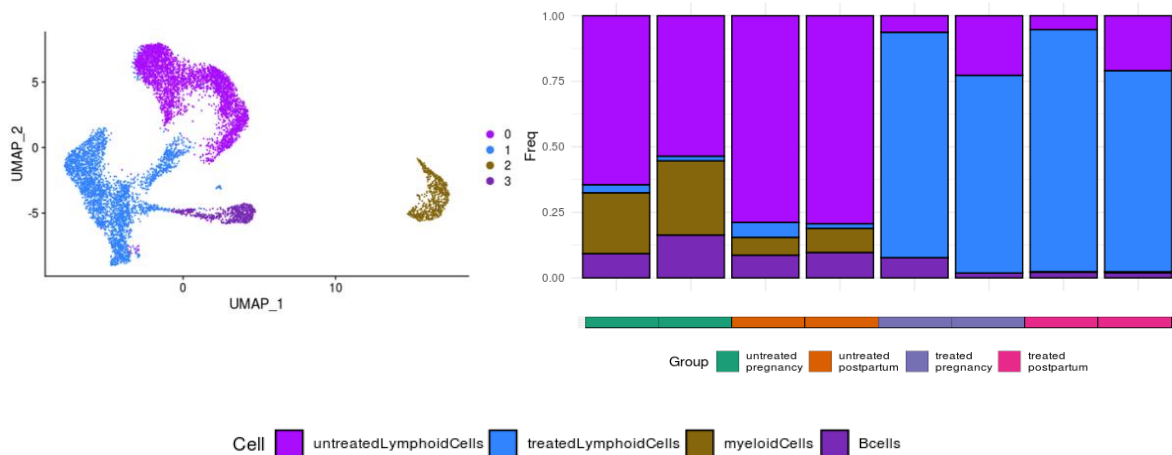 UMAP_2
5
0
-5
0
10
UMAP_1
0
1
2
3
Freq
1.00
0.75
0.50
0.25
0.00
Group
untreated
pregnancy
untreated
postpartum
treated
pregnancy
treated
postpartum
Cell untreatedLymphoidCells treatedLymphoidCells myeloidCells Bcells